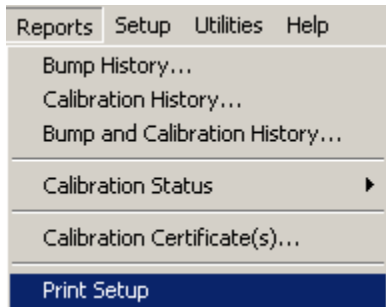 Reports Setup Utilities Help
Bump History...
Calibration History...
Bump and Calibration History...
Calibration Status
Calibration Certificate(s)...
Print Setup